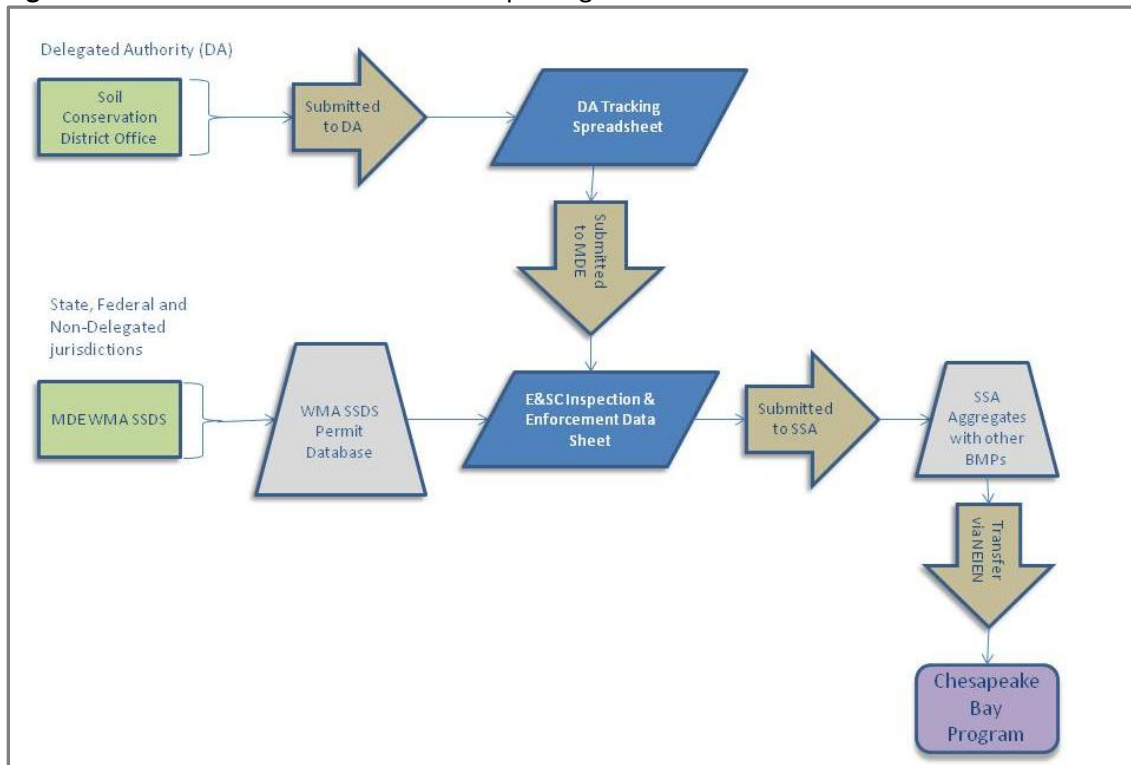 Delegated Authority (DA)
Soil
Conservation
District Office
Submitted
to DA
DA Tracking
Spreadsheet
Submitted
to MDE
State, Federal and
Non-Delegated
jurisdictions
MDE WMA SSDS
WMA SSDS
Permit
Database
E&SC Inspection &
Enforcement Data
Sheet
Submitted
to SSA
SSA
Aggregates
with other
BMPs
Transfer
via NEIEN
Chesapeake
Bay
Program